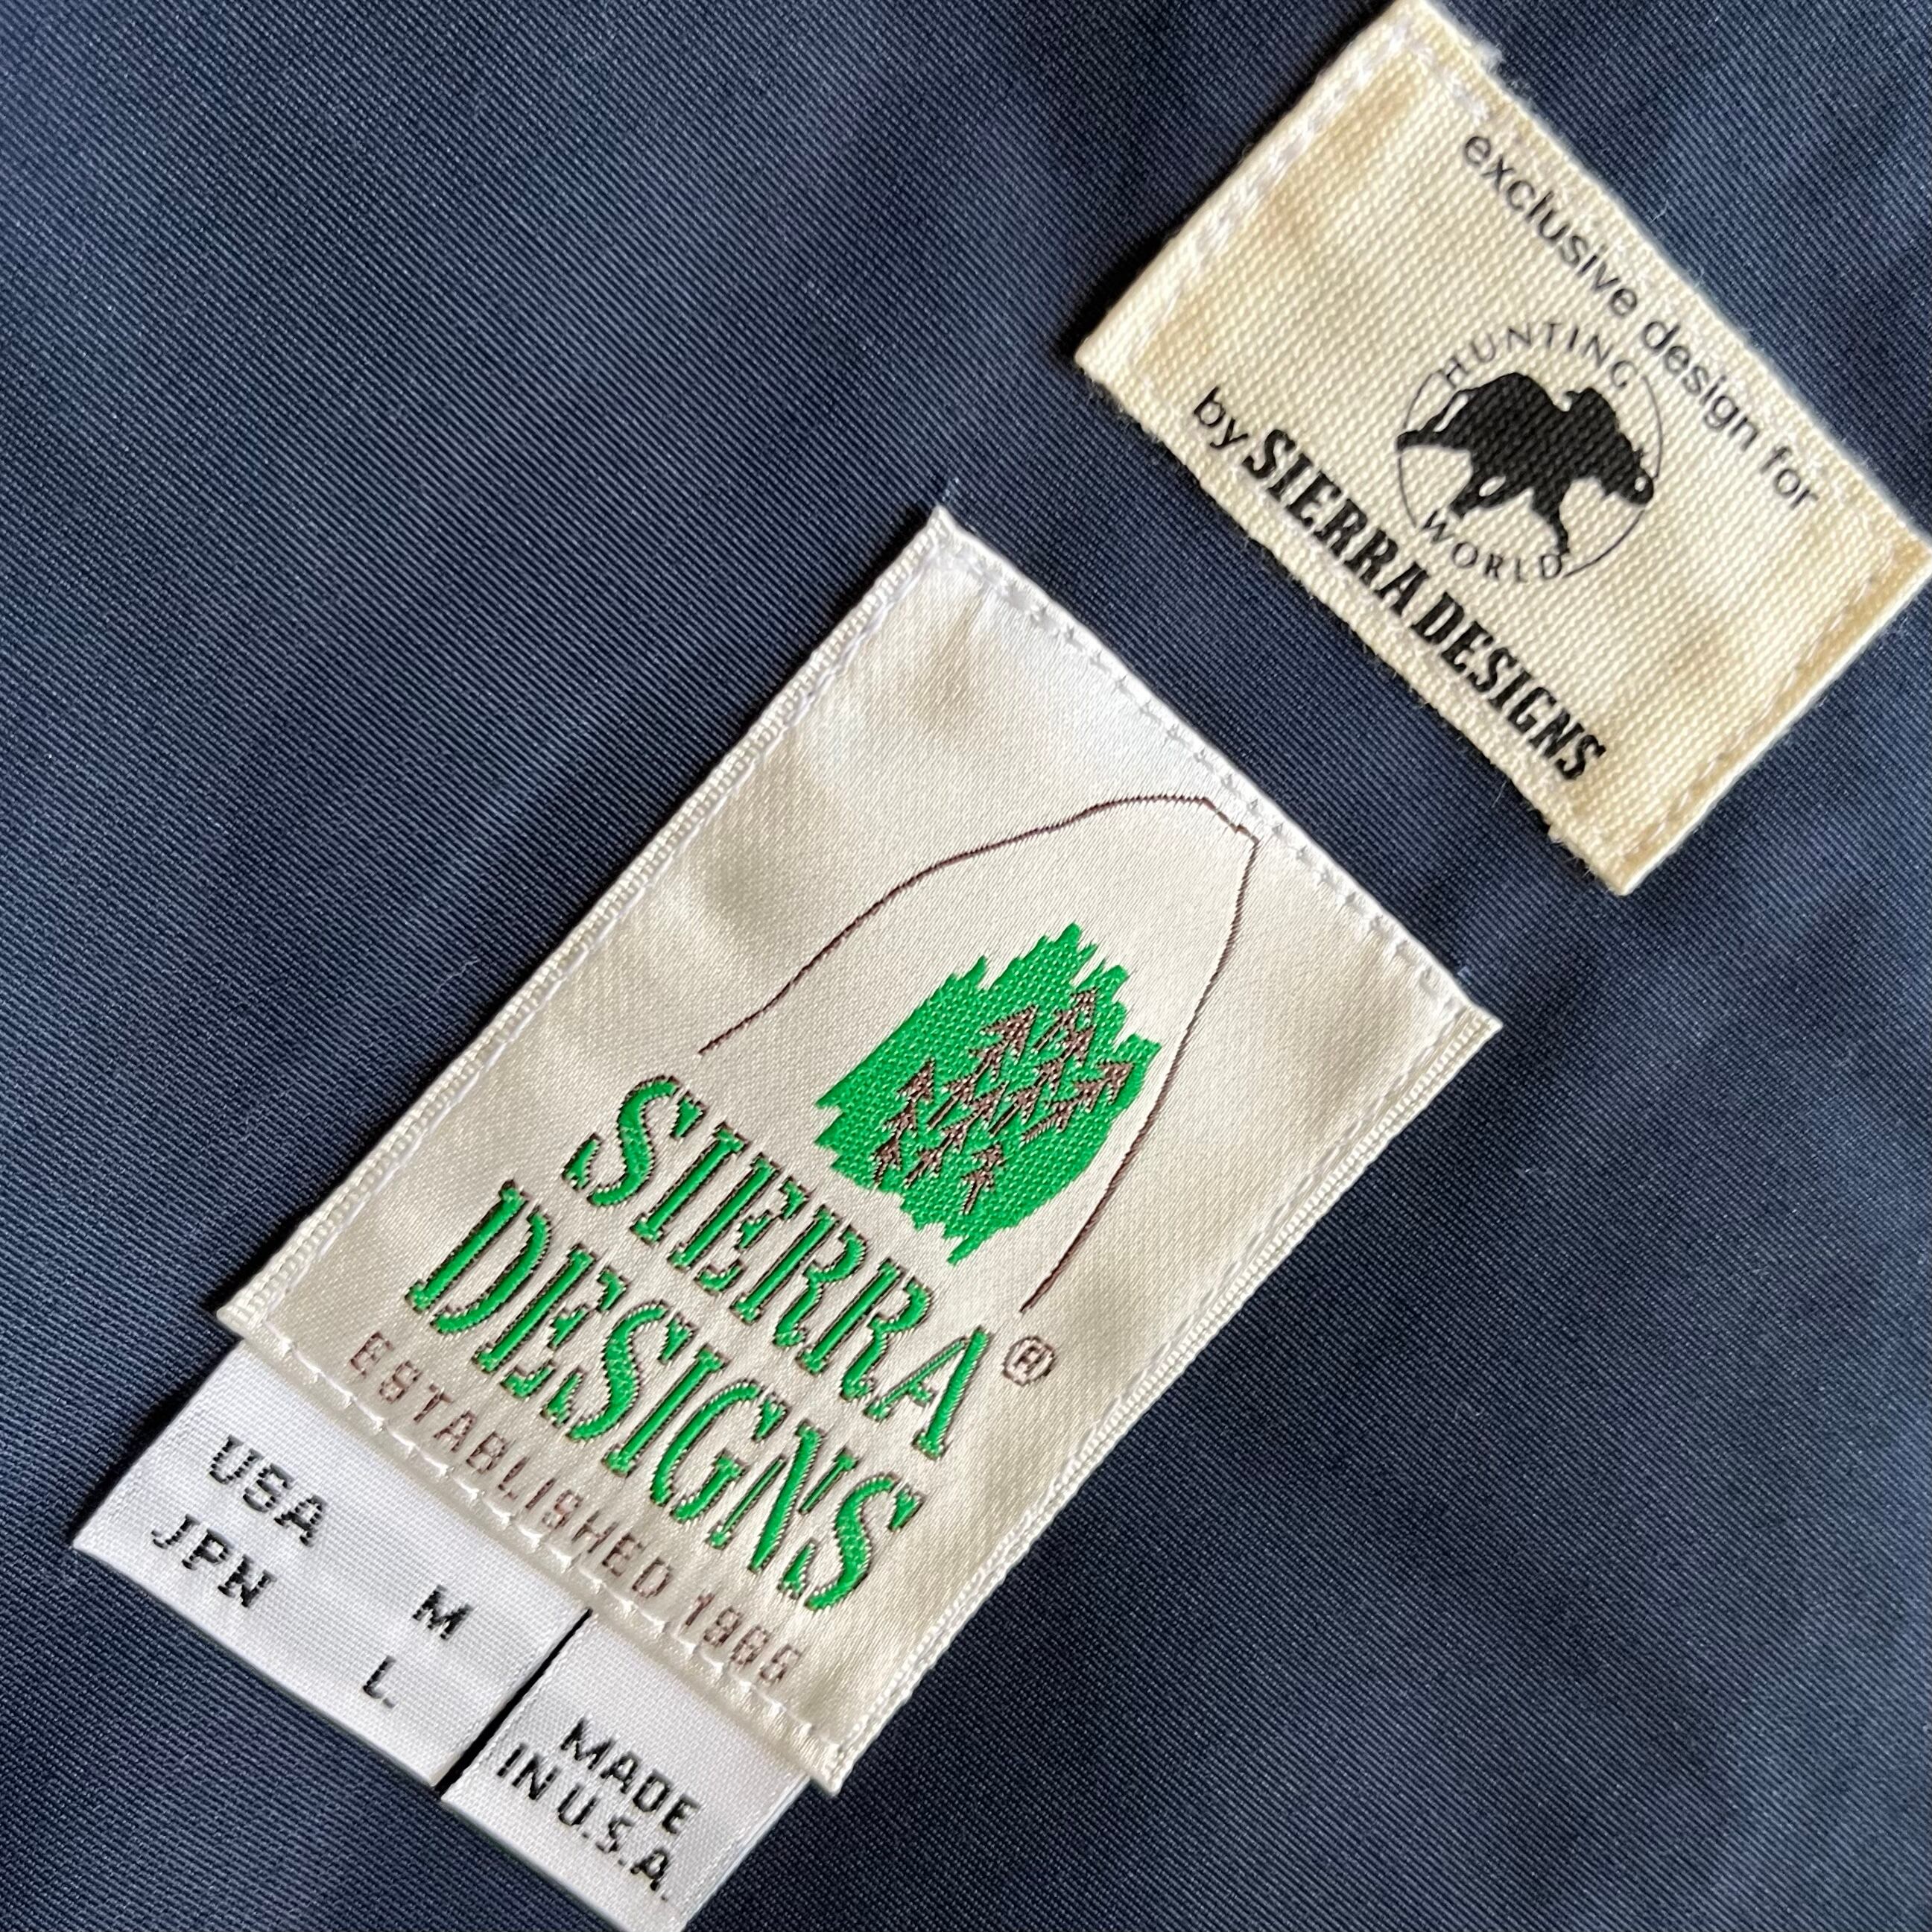 exclusive design for
HUNTING
WORLD
by SIERRA DESIGNS
SIERRA
DESIGNS®
ESTABLISHED 1965
USA M
JPN L
MADE
IN U.S.A.